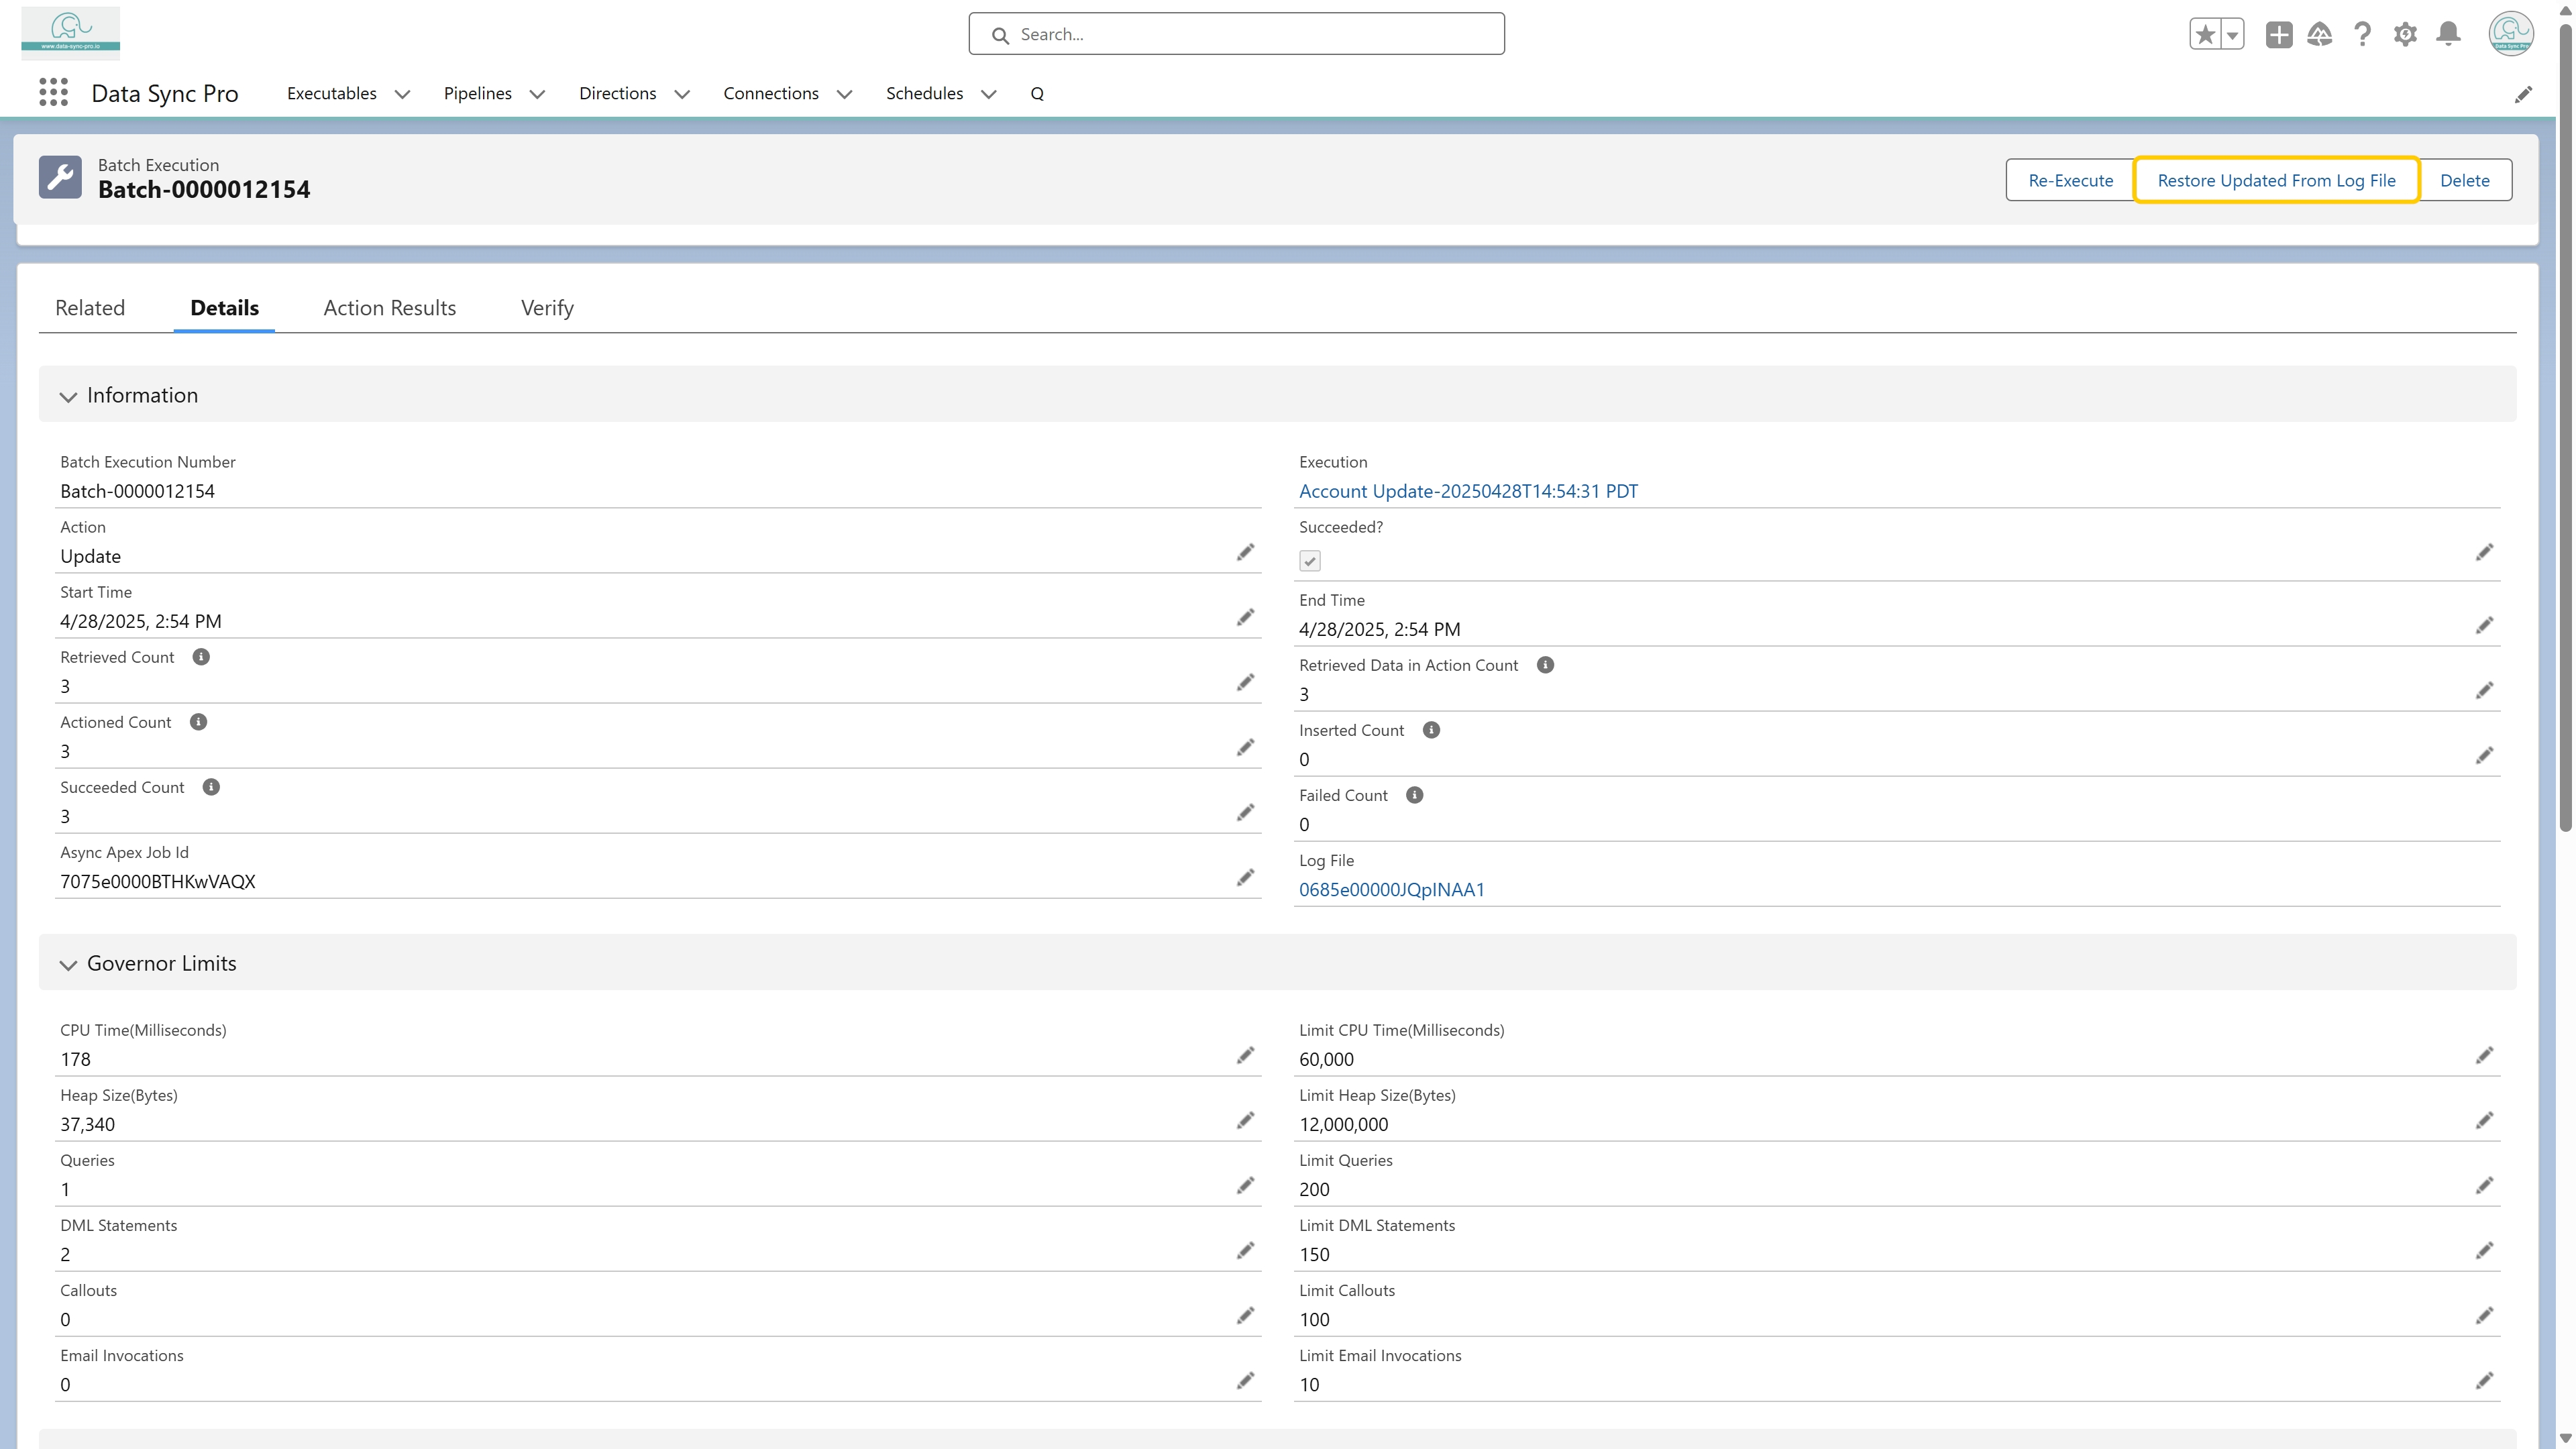 www.data-sync-pro.io
Search...
Data Sync Pro
Data Sync Pro
Executables
Pipelines
Directions
Connections
Schedules
Q
Batch Execution
Batch-0000012154
Re-Execute
Restore Updated From Log File
Delete
Related
Details
Action Results
Verify
Information
Batch Execution Number
Batch-0000012154
Execution
Account Update-20250428T14:54:31 PDT
Action
Update
Succeeded?
Start Time
4/28/2025, 2:54 PM
End Time
4/28/2025, 2:54 PM
Retrieved Count
3
Retrieved Data in Action Count
3
Actioned Count
3
Inserted Count
0
Succeeded Count
3
Failed Count
0
Async Apex Job Id
7075e0000BTHKwVAQX
Log File
0685e00000JQpINAA1
Governor Limits
CPU Time(Milliseconds)
178
Limit CPU Time(Milliseconds)
60,000
Heap Size(Bytes)
37,340
Limit Heap Size(Bytes)
12,000,000
Queries
1
Limit Queries
200
DML Statements
2
Limit DML Statements
150
Callouts
0
Limit Callouts
100
Email Invocations
0
Limit Email Invocations
10